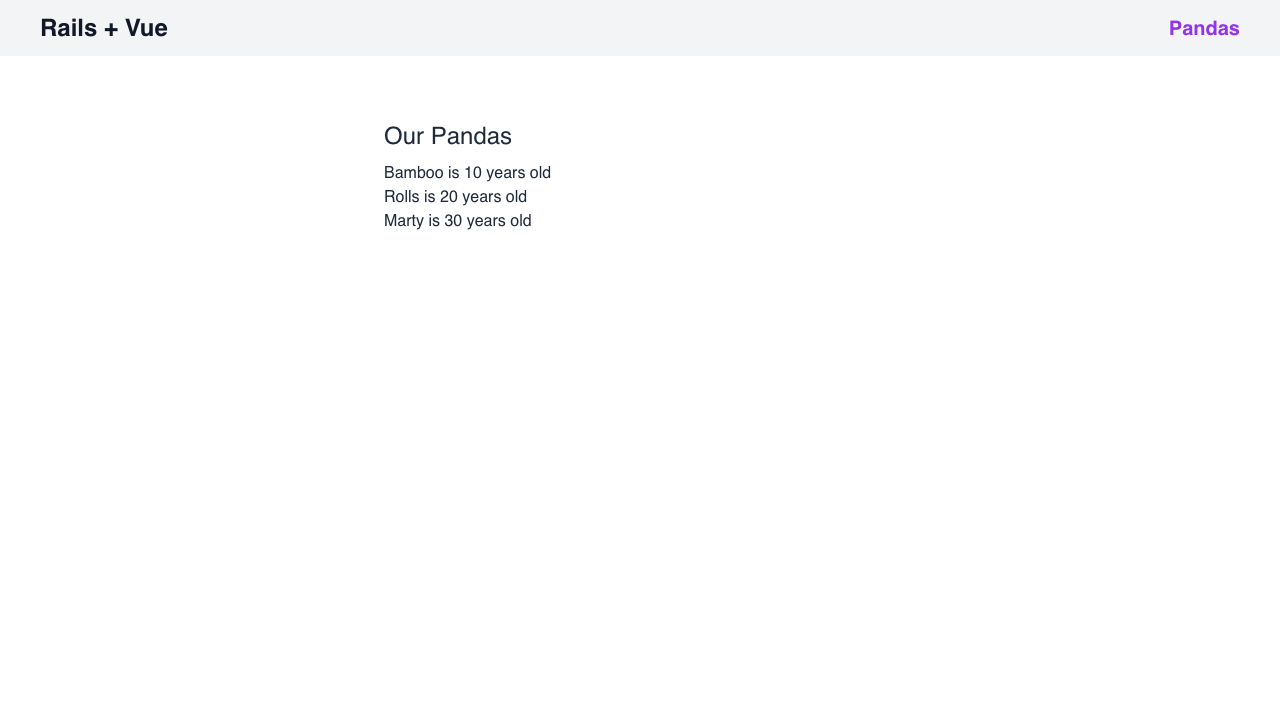 Rails + Vue
Pandas
Our Pandas
Bamboo is 10 years old
Rolls is 20 years old
Marty is 30 years old